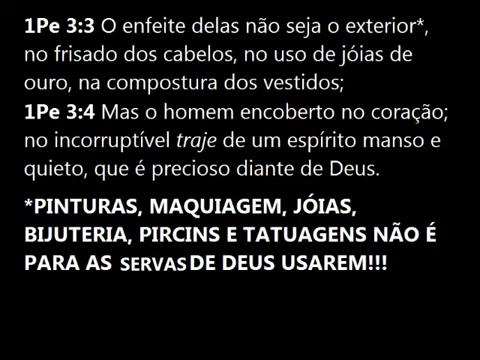 1Pe 3:3 O enfeite delas não seja o exterior*,
no frisado dos cabelos, no uso de jóias de
ouro, na compostura dos vestidos;
1Pe 3:4 Mas o homem encoberto no coração;
no incorruptível traje de um espírito manso e
quieto, que é precioso diante de Deus.
*PINTURAS, MAQUIAGEM, JÓIAS,
BIJUTERIA, PIRCINS E TATUAGENS NÃO É
PARA AS SERVAS DE DEUS USAREM!!!